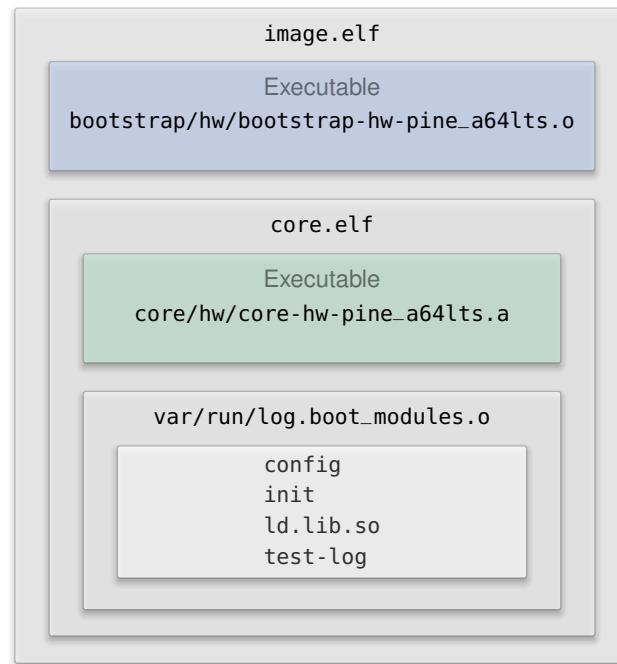 image.elf
Executable
bootstrap/hw/bootstrap-hw-pine_a64lts.o
core.elf
Executable
core/hw/core-hw-pine_a64lts.a
var/run/log.boot_modules.o
config
init
ld.lib.so
test-log